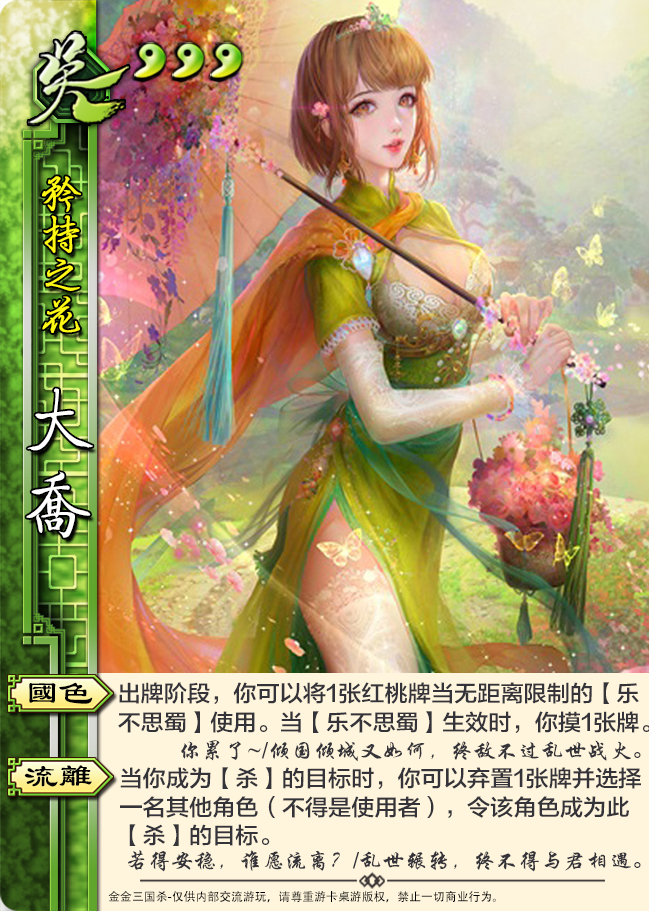 吴
矜持之花
大喬
國色
出牌阶段，你可以将1张红桃牌当无距离限制的【乐
不思蜀】使用。当【乐不思蜀】生效时，你摸1张牌。
你累了~/倾国倾城又如何，终敌不过乱世战火。
流離
当你成为【杀】的目标时，你可以弃置1张牌并选择
一名其他角色（不得是使用者），令该角色成为此
【杀】的目标。
若得安稳，谁愿流离？/乱世辗转，终不得与君相遇。
金金三国杀-仅供内部交流游玩，请尊重游卡桌游版权，禁止一切商业行为。